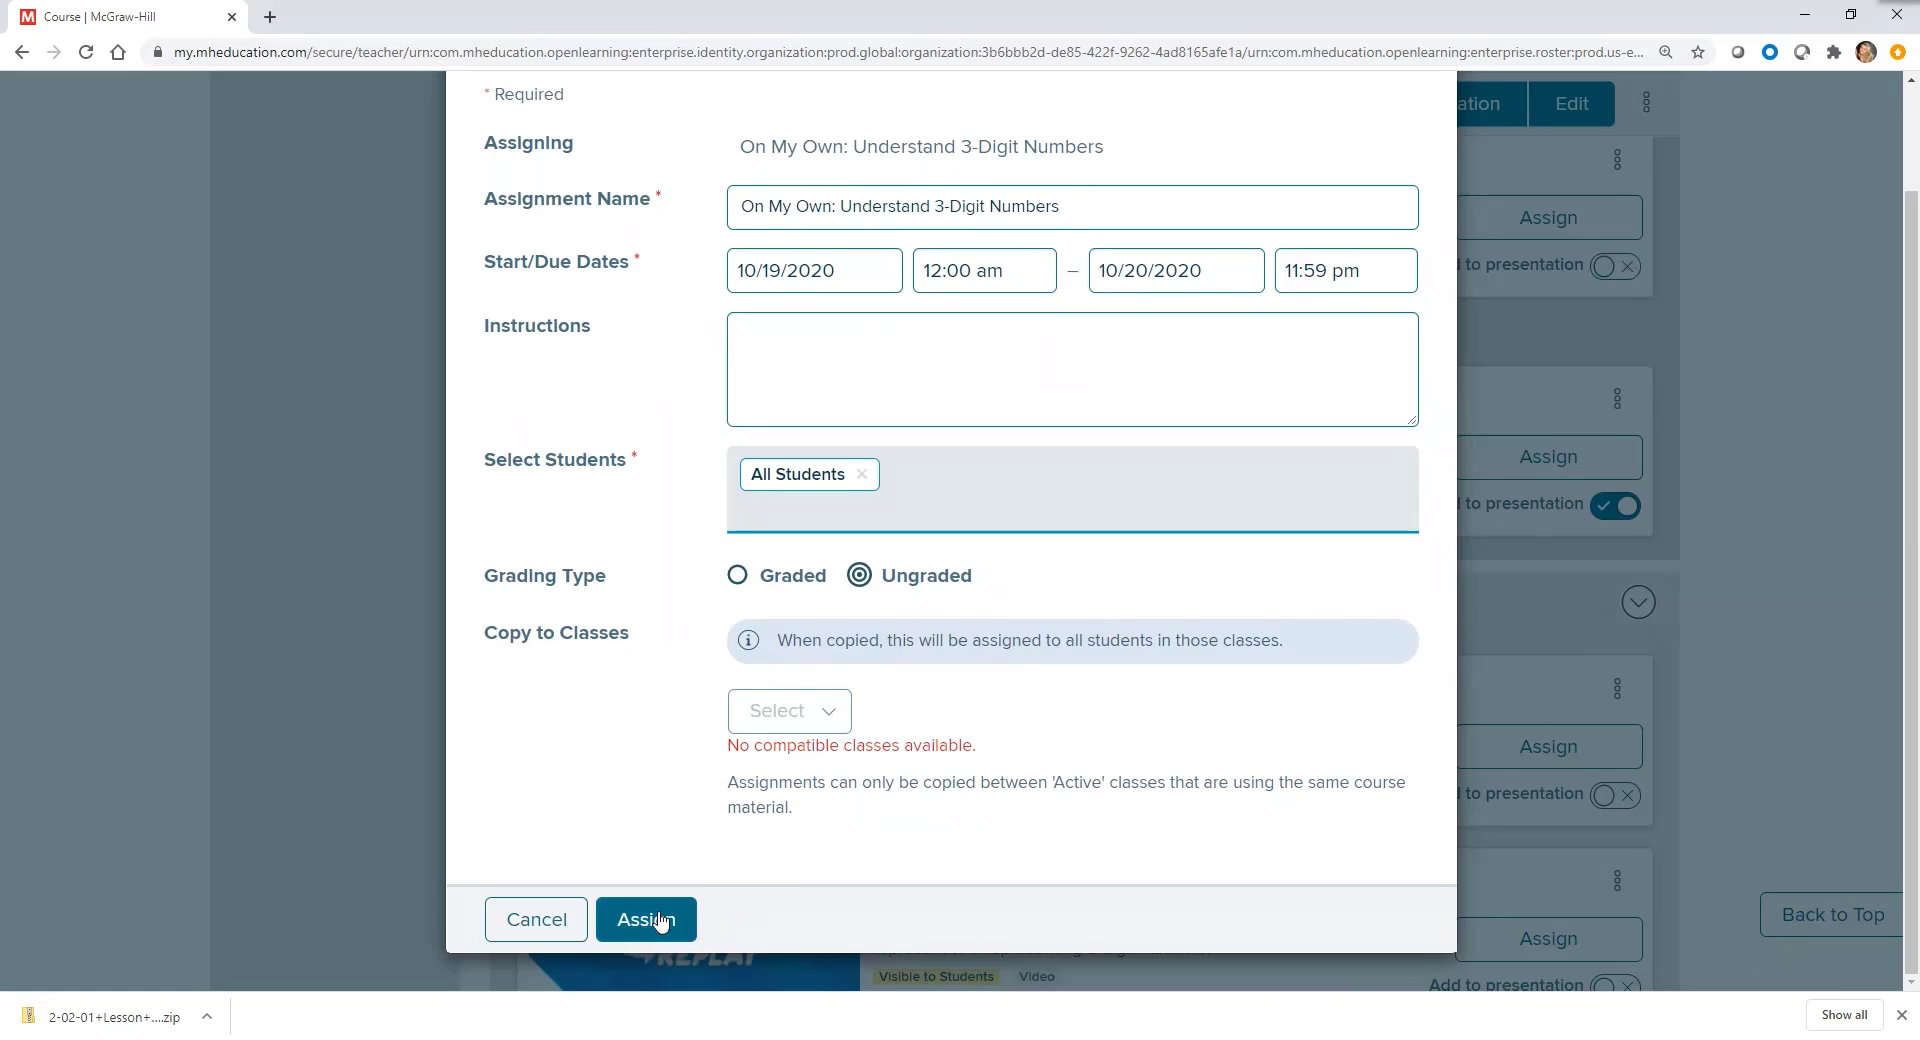 Course | McGraw-Hill
my.mheducation.com/secure/teacher/urn:com.mheducation.openlearning:enterprise.identity.organization:prod.global:organization:3b6bbb2d-de85-422f-9262-4ad8165afe1a/urn:com.mheducation.openlearning:enterprise.roster:prod.us-e...
* Required
ation
Edit
Assigning
On My Own: Understand 3-Digit Numbers
Assignment Name *
On My Own: Understand 3-Digit Numbers
Assign
Start/Due Dates *
10/19/2020
12:00 am
–
10/20/2020
11:59 pm
to presentation
Instructions
Select Students *
All Students
Assign
to presentation
Grading Type
Graded
Ungraded
Copy to Classes
When copied, this will be assigned to all students in those classes.
Select
No compatible classes available.
Assign
Assignments can only be copied between 'Active' classes that are using the same course
material.
to presentation
Cancel
Assign
Back to Top
Assign
REPLAY
Visible to Students
Video
Add to presentation
2-02-01+Lesson+....zip
Show all